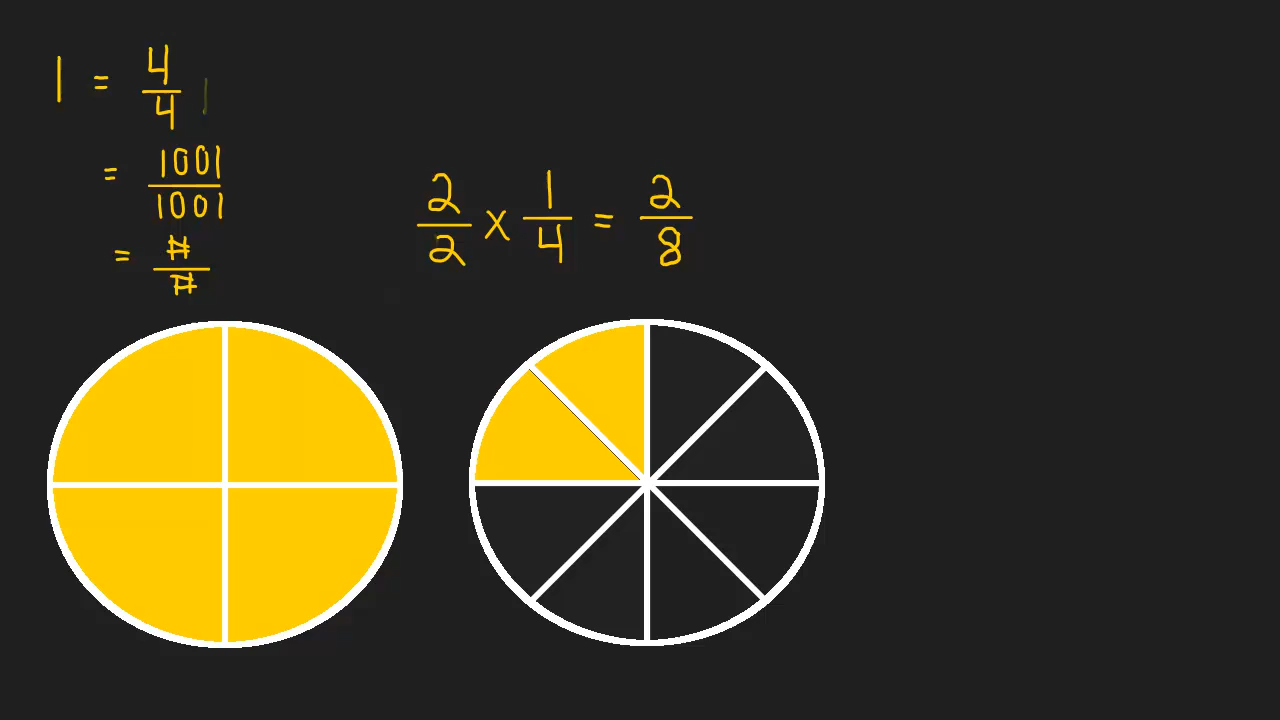 1 = 4/4
= 1001/1001
= #/#
2/2 x 1/4 = 2/8